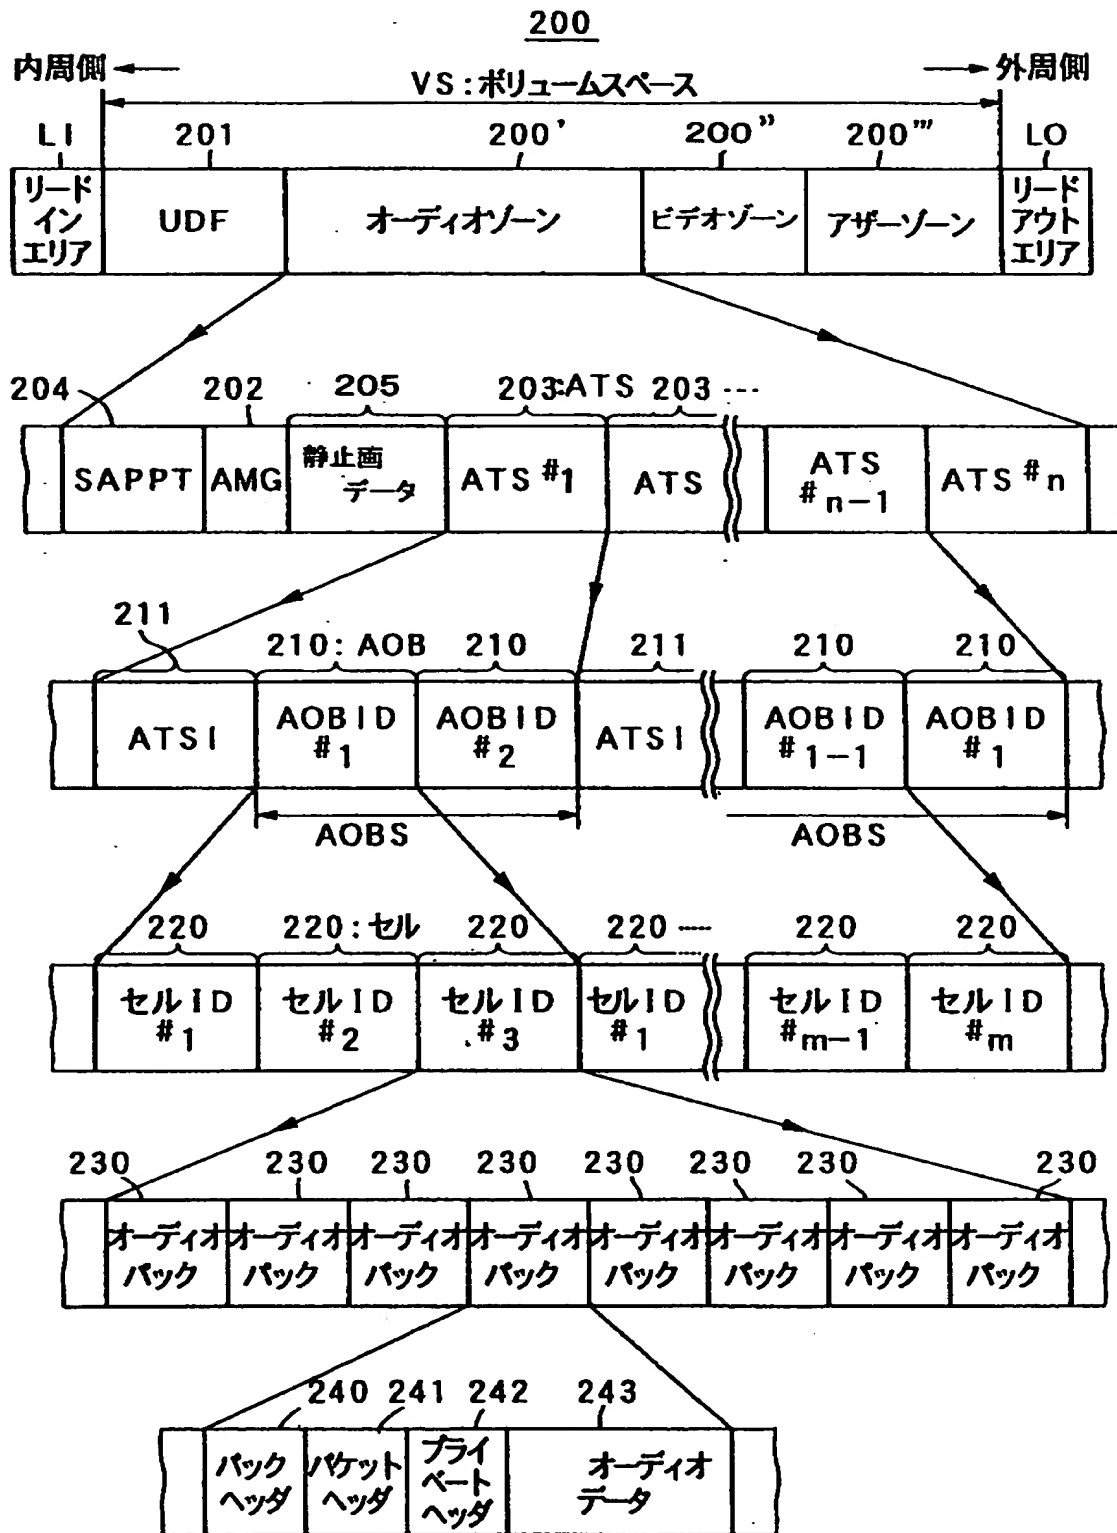 200
内周側 外周側
VS:ボリュームスペース
LI 201 200' 200'' 200''' LO
リード
イン
エリア
UDF オーディオゾーン ビデオゾーン アザーゾーン
リード
アウト
エリア
204 202 205 203:ATS 203 ---
SAPPT AMG
静止画
データ
ATS #1 ATS
ATS
#n-1
ATS #n
211 210:AOB 210 211 210 210
ATSI
AOBID
#1
AOBID
#2
ATSI
AOBID
#1-1
AOBID
#1
AOBS AOBS
220 220:セル 220 220 ---- 220 220
セルID
#1
セルID
#2
セルID
#3
セルID
#1
セルID
#m-1
セルID
#m
230 230 230 230 230 230 230 230
オーディオ
パック
オーディオ
パック
オーディオ
パック
オーディオ
パック
オーディオ
パック
オーディオ
パック
オーディオ
パック
オーディオ
パック
240 241 242 243
パック
ヘッダ
パケット
ヘッダ
プライ
ベート
ヘッダ
オーディオ
データ